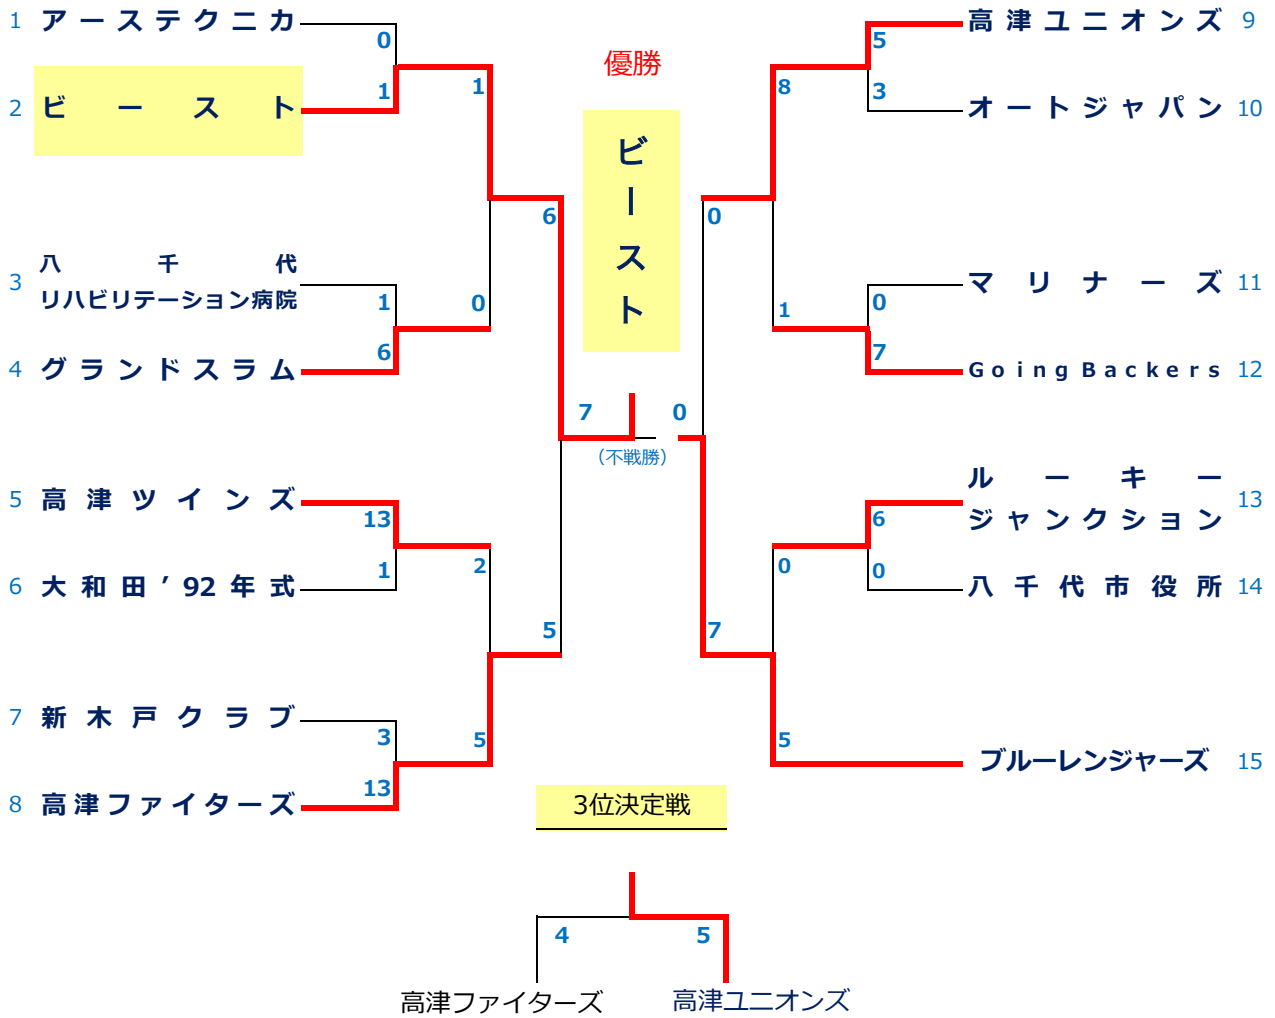 1 アーステクニカ
0
2 ビースト
1
1
3 八千代
リハビリテーション病院
1
0
4 グランドスラム
6
6
5 高津ツインズ
13
6 大和田’92年式
1
2
7 新木戸クラブ
3
5
8 高津ファイターズ
13
5
優勝
ビースト
7
0
（不戦勝）
高津ユニオンズ 9
5
8
オートジャパン 10
3
0
マリナーズ 11
0
1
Going Backers 12
7
ルーキー
ジャンクション 13
6
0
八千代市役所 14
0
7
ブルーレンジャーズ 15
5
3位決定戦
4
5
高津ファイターズ
高津ユニオンズ